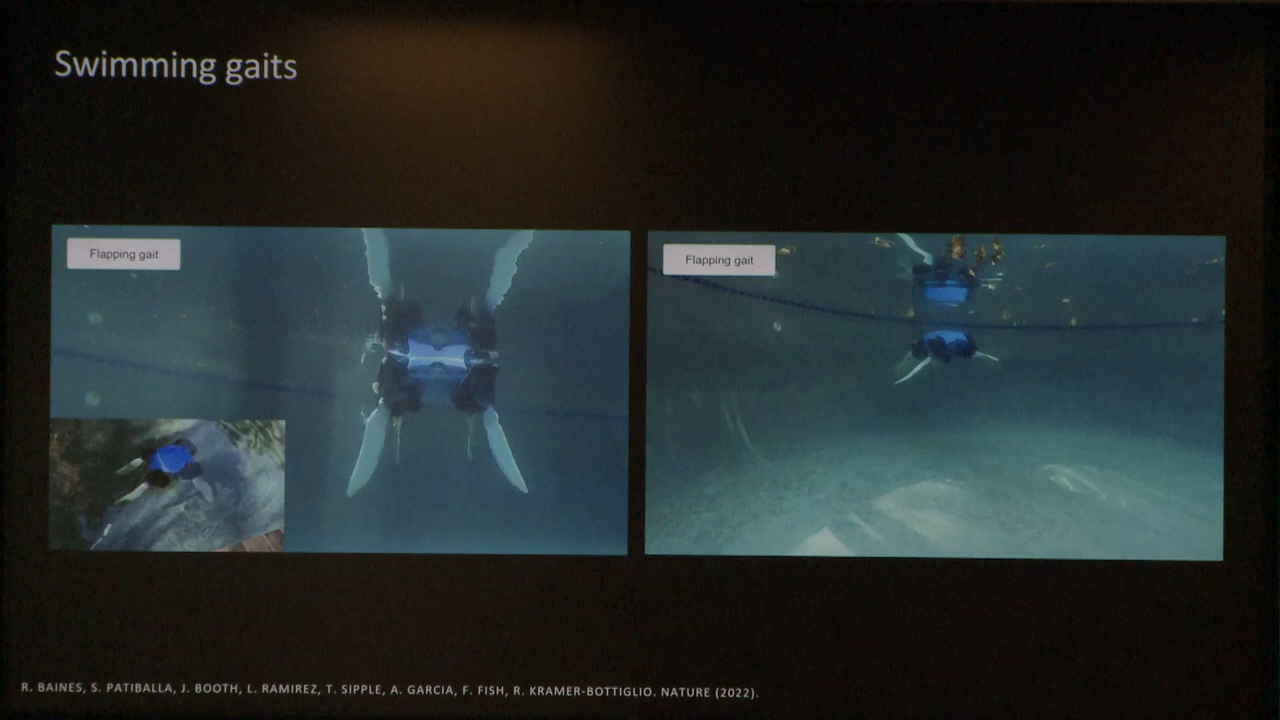 Swimming gaits
Flapping gait
Flapping gait
R. BAINES, S. PATIBALLA, J. BOOTH, L. RAMIREZ, T. SIPPLE, A. GARCIA, F. FISH, R. KRAMER-BOTTIGLIO. NATURE (2022).